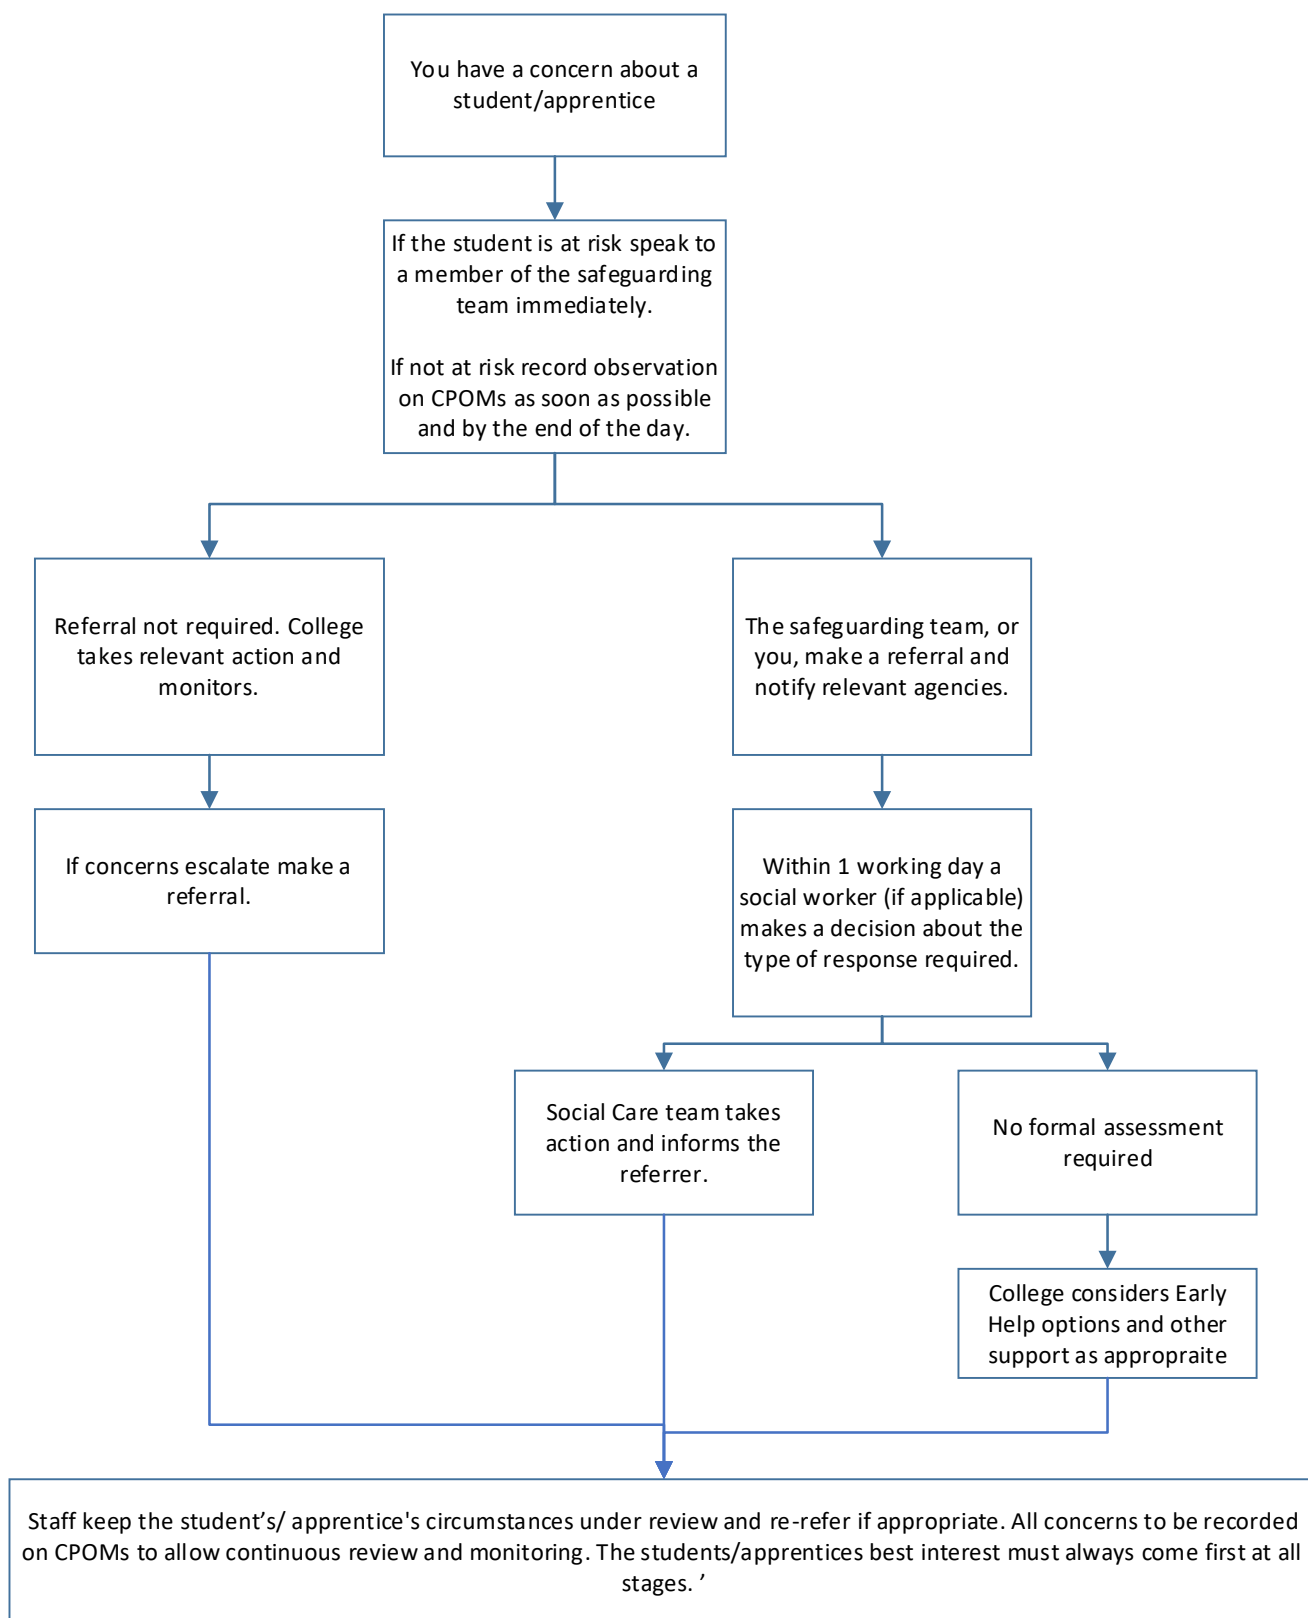 You have a concern about a
student/apprentice
If the student is at risk speak to
a member of the safeguarding
team immediately.
If not at risk record observation
on CPOMs as soon as possible
and by the end of the day.
Referral not required. College
takes relevant action and
monitors.
The safeguarding team, or
you, make a referral and
notify relevant agencies.
If concerns escalate make a
referral.
Within 1 working day a
social worker (if applicable)
makes a decision about the
type of response required.
Social Care team takes
action and informs the
referrer.
No formal assessment
required
College considers Early
Help options and other
support as appropraite
Staff keep the student’s/ apprentice's circumstances under review and re-refer if appropriate. All concerns to be recorded
on CPOMs to allow continuous review and monitoring. The students/apprentices best interest must always come first at all
stages. ’